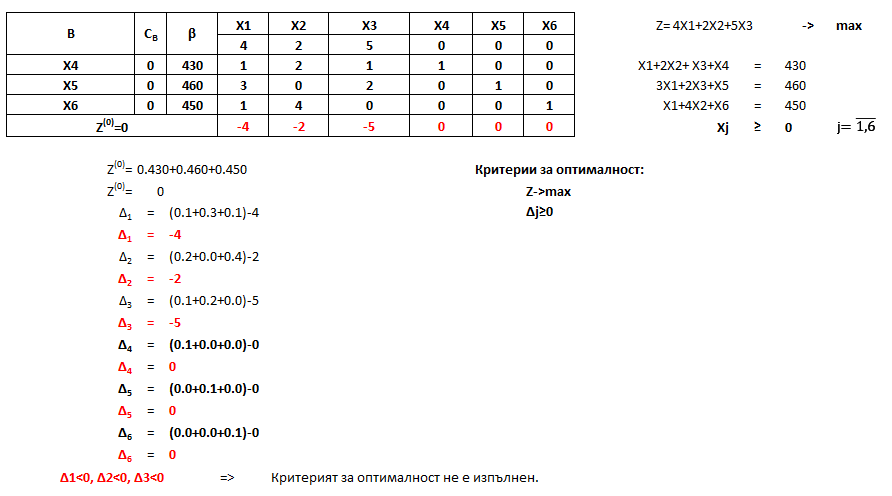 B C_B β X1 X2 X3 X4 X5 X6
4 2 5 0 0 0
X4 0 430 1 2 1 1 0 0
X5 0 460 3 0 2 0 1 0
X6 0 450 1 4 0 0 0 1
Z⁽⁰⁾=0 -4 -2 -5 0 0 0
Z= 4X1+2X2+5X3 -> max
X1+2X2+ X3+X4 = 430
3X1+2X3+X5 = 460
X1+4X2+X6 = 450
Xj ≥ 0 j= 1,6
Z⁽⁰⁾= 0.430+0.460+0.450
Z⁽⁰⁾= 0
Δ₁ = (0.1+0.3+0.1)-4
Δ₁ = -4
Δ₂ = (0.2+0.0+0.4)-2
Δ₂ = -2
Δ₃ = (0.1+0.2+0.0)-5
Δ₃ = -5
Δ₄ = (0.1+0.0+0.0)-0
Δ₄ = 0
Δ₅ = (0.0+0.1+0.0)-0
Δ₅ = 0
Δ₆ = (0.0+0.0+0.1)-0
Δ₆ = 0
Критерии за оптималност:
Z->max
Δj≥0
Δ1<0, Δ2<0, Δ3<0 => Критерият за оптималност не е изпълнен.